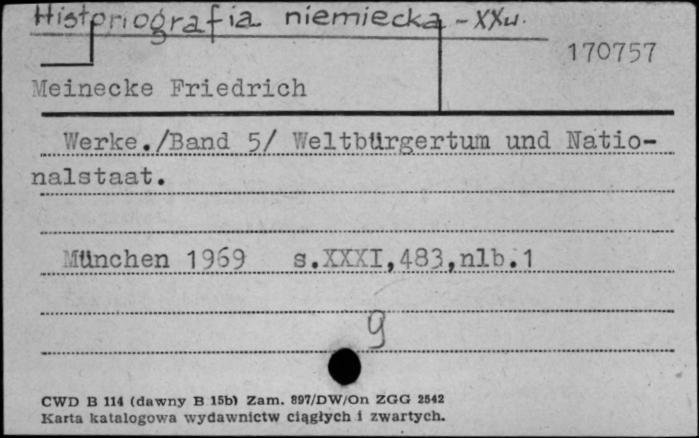 Historiografia niemiecka - XXw.
170757
Meinecke Friedrich
Werke./Band 5/ Weltbürgertum und Natio-
nalstaat.
München 1969 s.XXXI,483,nlb.1
g
CWD B 114 (dawny B 15b) Zam. 897/DW/On ZGG 2542
Karta katalogowa wydawnictw ciągłych i zwartych.